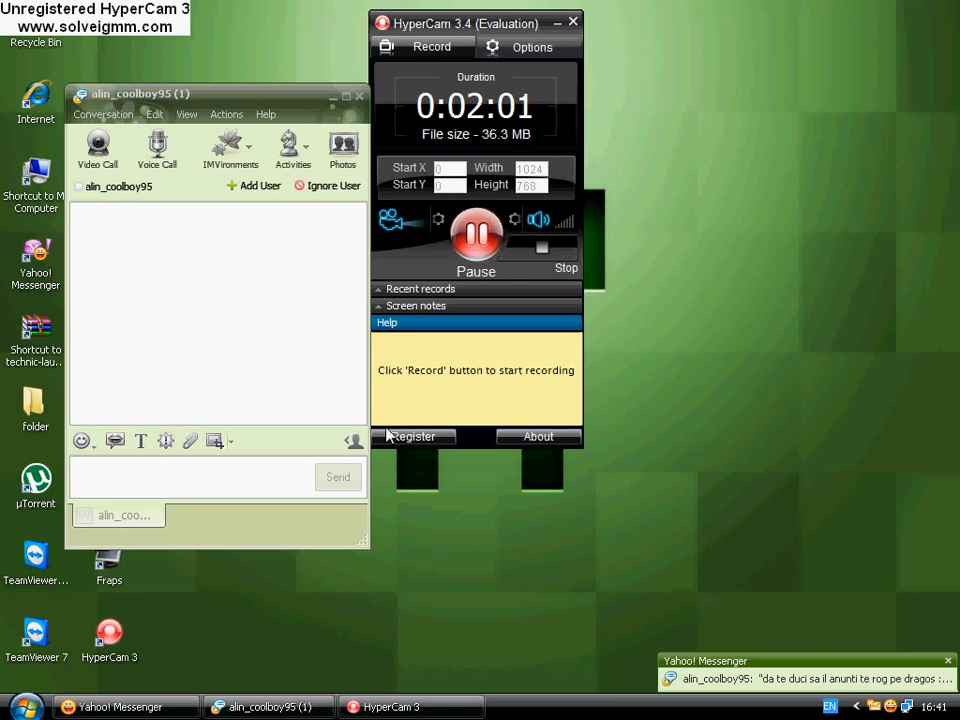 Unregistered HyperCam 3
www.solveigmm.com
Recycle Bin
Internet
Shortcut to M
Computer
Yahoo!
Messenger
Shortcut to
technic-lau...
folder
µTorrent
TeamViewer...
Fraps
TeamViewer 7
HyperCam 3
alin_coolboy95 (1)
Conversation Edit View Actions Help
Video Call Voice Call IMVironments Activities Photos
alin_coolboy95 Add User Ignore User
Send
alin_coo...
HyperCam 3.4 (Evaluation)
Record Options
Duration
0:02:01
File size - 36.3 MB
Start X 0 Width 1024
Start Y 0 Height 768
Pause
Stop
Recent records
Screen notes
Help
Click 'Record' button to start recording
Register About
Yahoo! Messenger
alin_coolboy95: "da te duci sa il anunti te rog pe dragos :...
Yahoo! Messenger alin_coolboy95 (1) HyperCam 3 EN 16:41